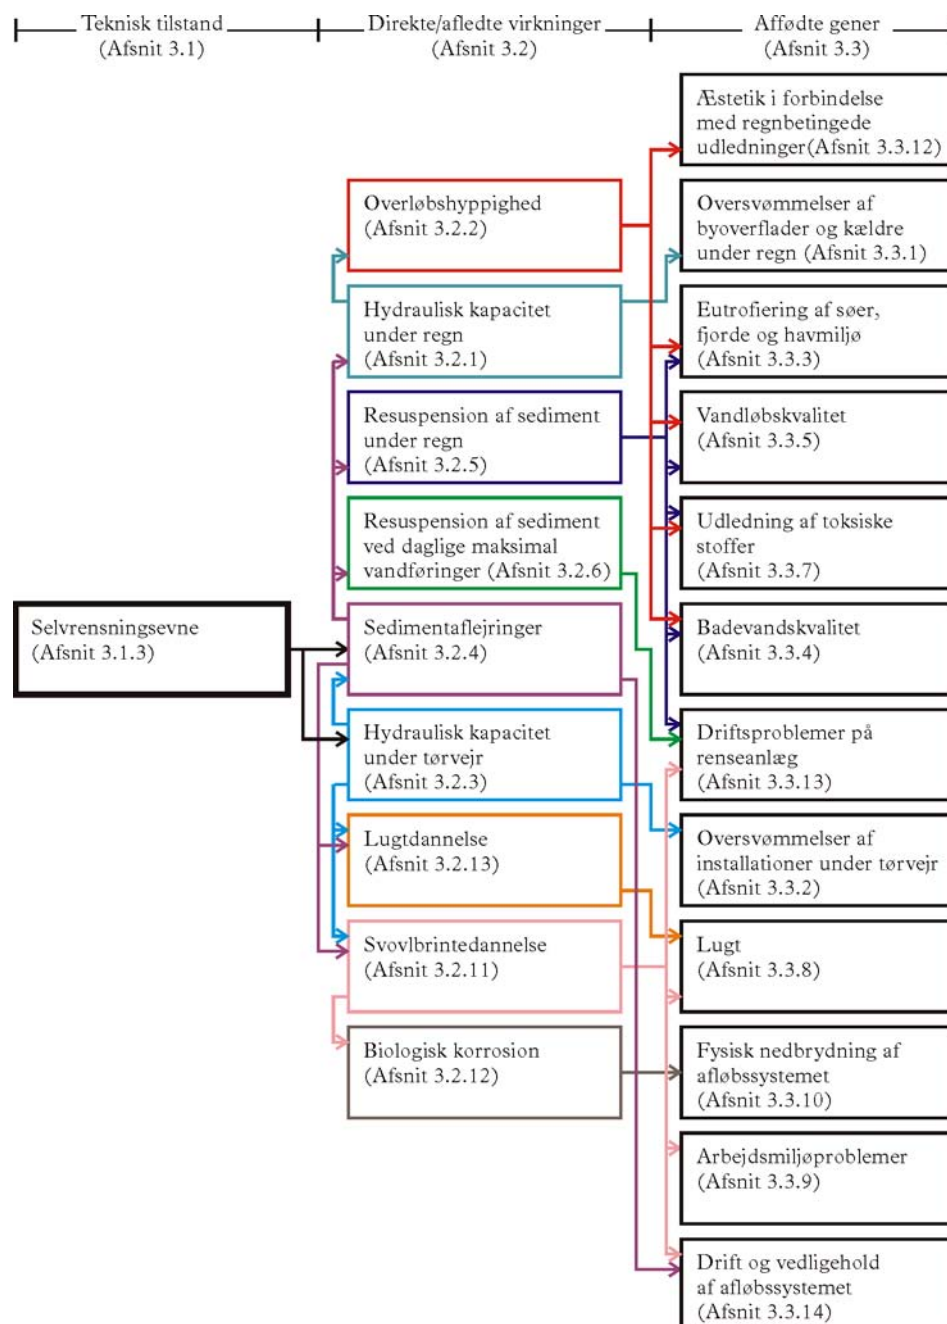 Teknisk tilstand
(Afsnit 3.1)
Direkte/afledte virkninger
(Afsnit 3.2)
Affødte gener
(Afsnit 3.3)
Selvrensningsevne
(Afsnit 3.1.3)
Overløbshyppighed
(Afsnit 3.2.2)
Hydraulisk kapacitet
under regn
(Afsnit 3.2.1)
Resuspension af sediment
under regn
(Afsnit 3.2.5)
Resuspension af sediment
ved daglige maksimal
vandføringer (Afsnit 3.2.6)
Sedimentaflejringer
(Afsnit 3.2.4)
Hydraulisk kapacitet
under tørvejr
(Afsnit 3.2.3)
Lugtdannelse
(Afsnit 3.2.13)
Svovlbrintedannelse
(Afsnit 3.2.11)
Biologisk korrosion
(Afsnit 3.2.12)
Æstetik i forbindelse
med regnbetingede
udledninger(Afsnit 3.3.12)
Oversvømmelser af
byoverflader og kældre
under regn (Afsnit 3.3.1)
Eutrofiering af søer,
fjorde og havmiljø
(Afsnit 3.3.3)
Vandløbskvalitet
(Afsnit 3.3.5)
Udledning af toksiske
stoffer
(Afsnit 3.3.7)
Badevandskvalitet
(Afsnit 3.3.4)
Driftsproblemer på
renseanlæg
(Afsnit 3.3.13)
Oversvømmelser af
installationer under tørvejr
(Afsnit 3.3.2)
Lugt
(Afsnit 3.3.8)
Fysisk nedbrydning af
afløbssystemet
(Afsnit 3.3.10)
Arbejdsmiljøproblemer
(Afsnit 3.3.9)
Drift og vedligehold
af afløbssystemet
(Afsnit 3.3.14)